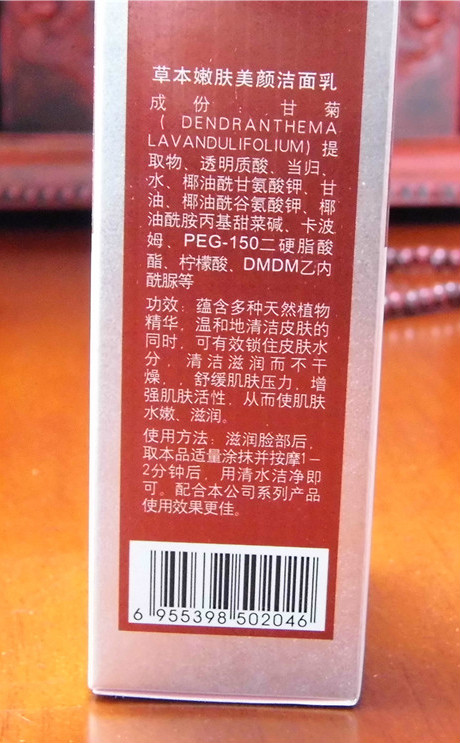 草本嫩肤美颜洁面乳
成份：甘菊
（DENDRANTHEMA
LAVANDULIFOLIUM）提
取物、透明质酸、当归、
水、椰油酰甘氨酸钾、甘
油、椰油酰谷氨酸钾、椰
油酰胺丙基甜菜碱、卡波
姆、PEG-150二硬脂酸
酯、柠檬酸、DMDM乙内
酰脲等
功效：蕴含多种天然植物
精华，温和地清洁皮肤的
同时，可有效锁住皮肤水
分，清洁滋润而不干
燥，，舒缓肌肤压力，增
强肌肤活性，从而使肌肤
水嫩、滋润。
使用方法：滋润脸部后，
取本品适量涂抹并按摩1－
2分钟后，用清水洁净即
可。配合本公司系列产品
使用效果更佳。
6 955398 502046